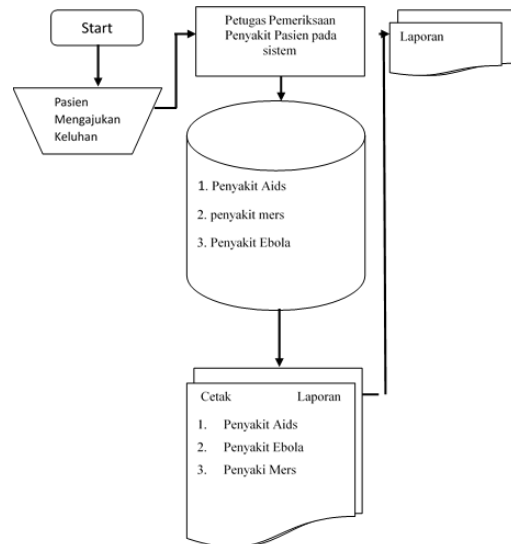 Start
Pasien
Mengajukan
Keluhan
Petugas Pemeriksaan
Penyakit Pasien pada
sistem
Laporan
1. Penyakit Aids
2. penyakit mers
3. Penyakit Ebola
Cetak Laporan
1. Penyakit Aids
2. Penyakit Ebola
3. Penyaki Mers